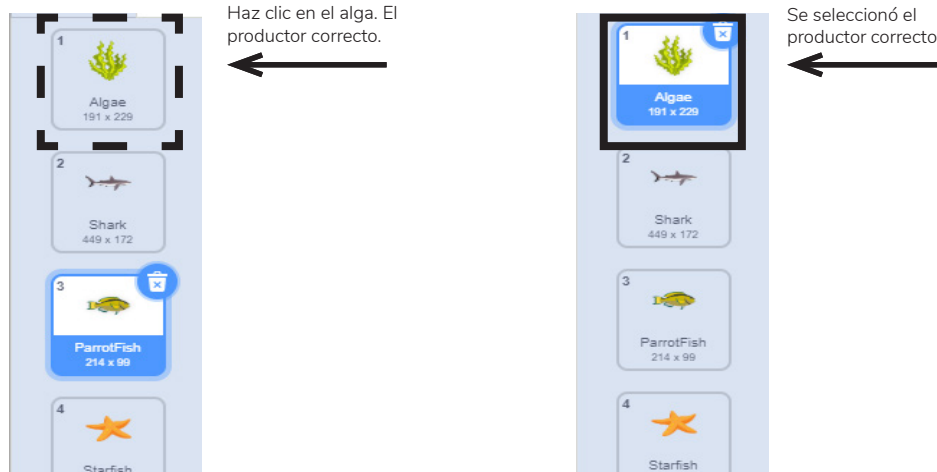 Haz clic en el alga. El
productor correcto.
1
Algae
191 x 229
2
Shark
449 x 172
3
ParrotFish
214 x 99
4
Starfish
Se seleccionó el
productor correcto
1
Algae
191 x 229
2
Shark
449 x 172
3
ParrotFish
214 x 99
4
Starfish